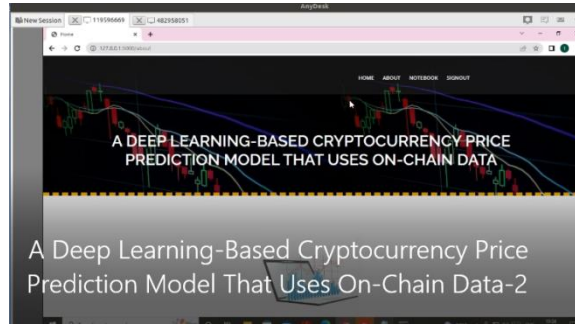 AnyDesk
New Session
118596669
482958051
Home
127.0.0.1:5000/about
HOME ABOUT NOTEBOOK SIGNOUT
A DEEP LEARNING-BASED CRYPTOCURRENCY PRICE
PREDICTION MODEL THAT USES ON-CHAIN DATA
A Deep Learning-Based Cryptocurrency Price
Prediction Model That Uses On-Chain Data-2